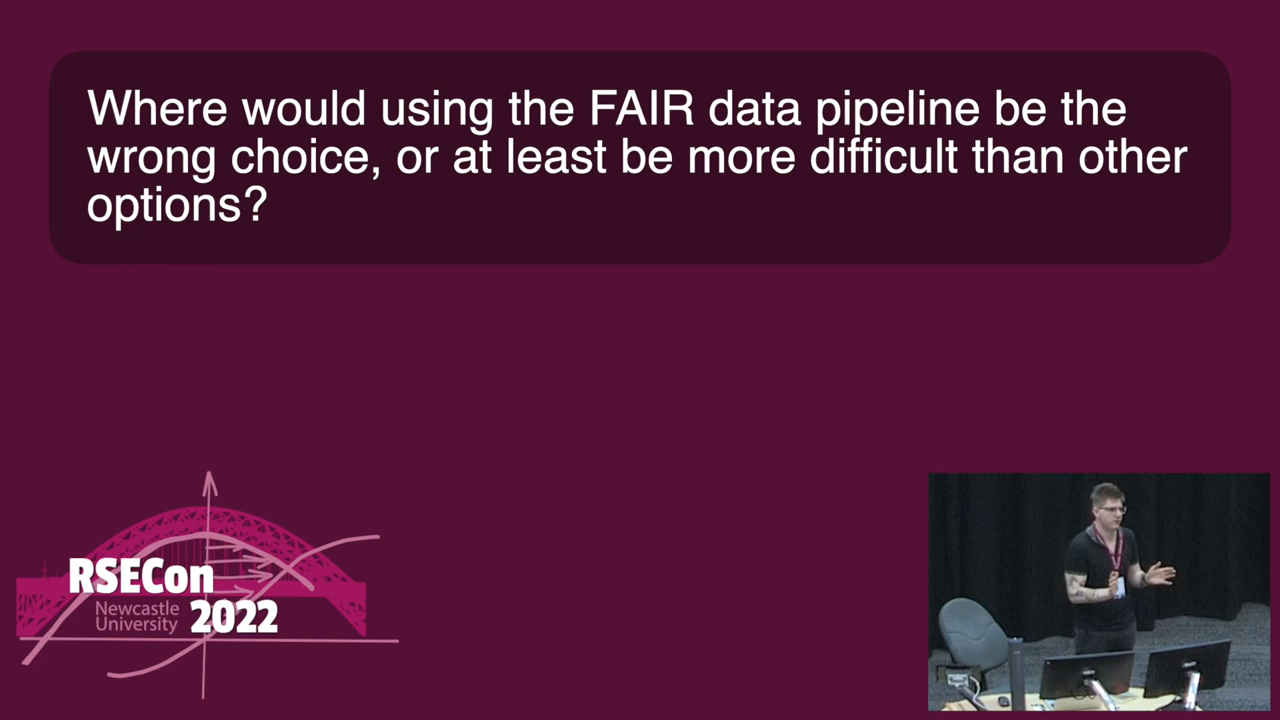 Where would using the FAIR data pipeline be the
wrong choice, or at least be more difficult than other
options?
RSECon
Newcastle
University
2022